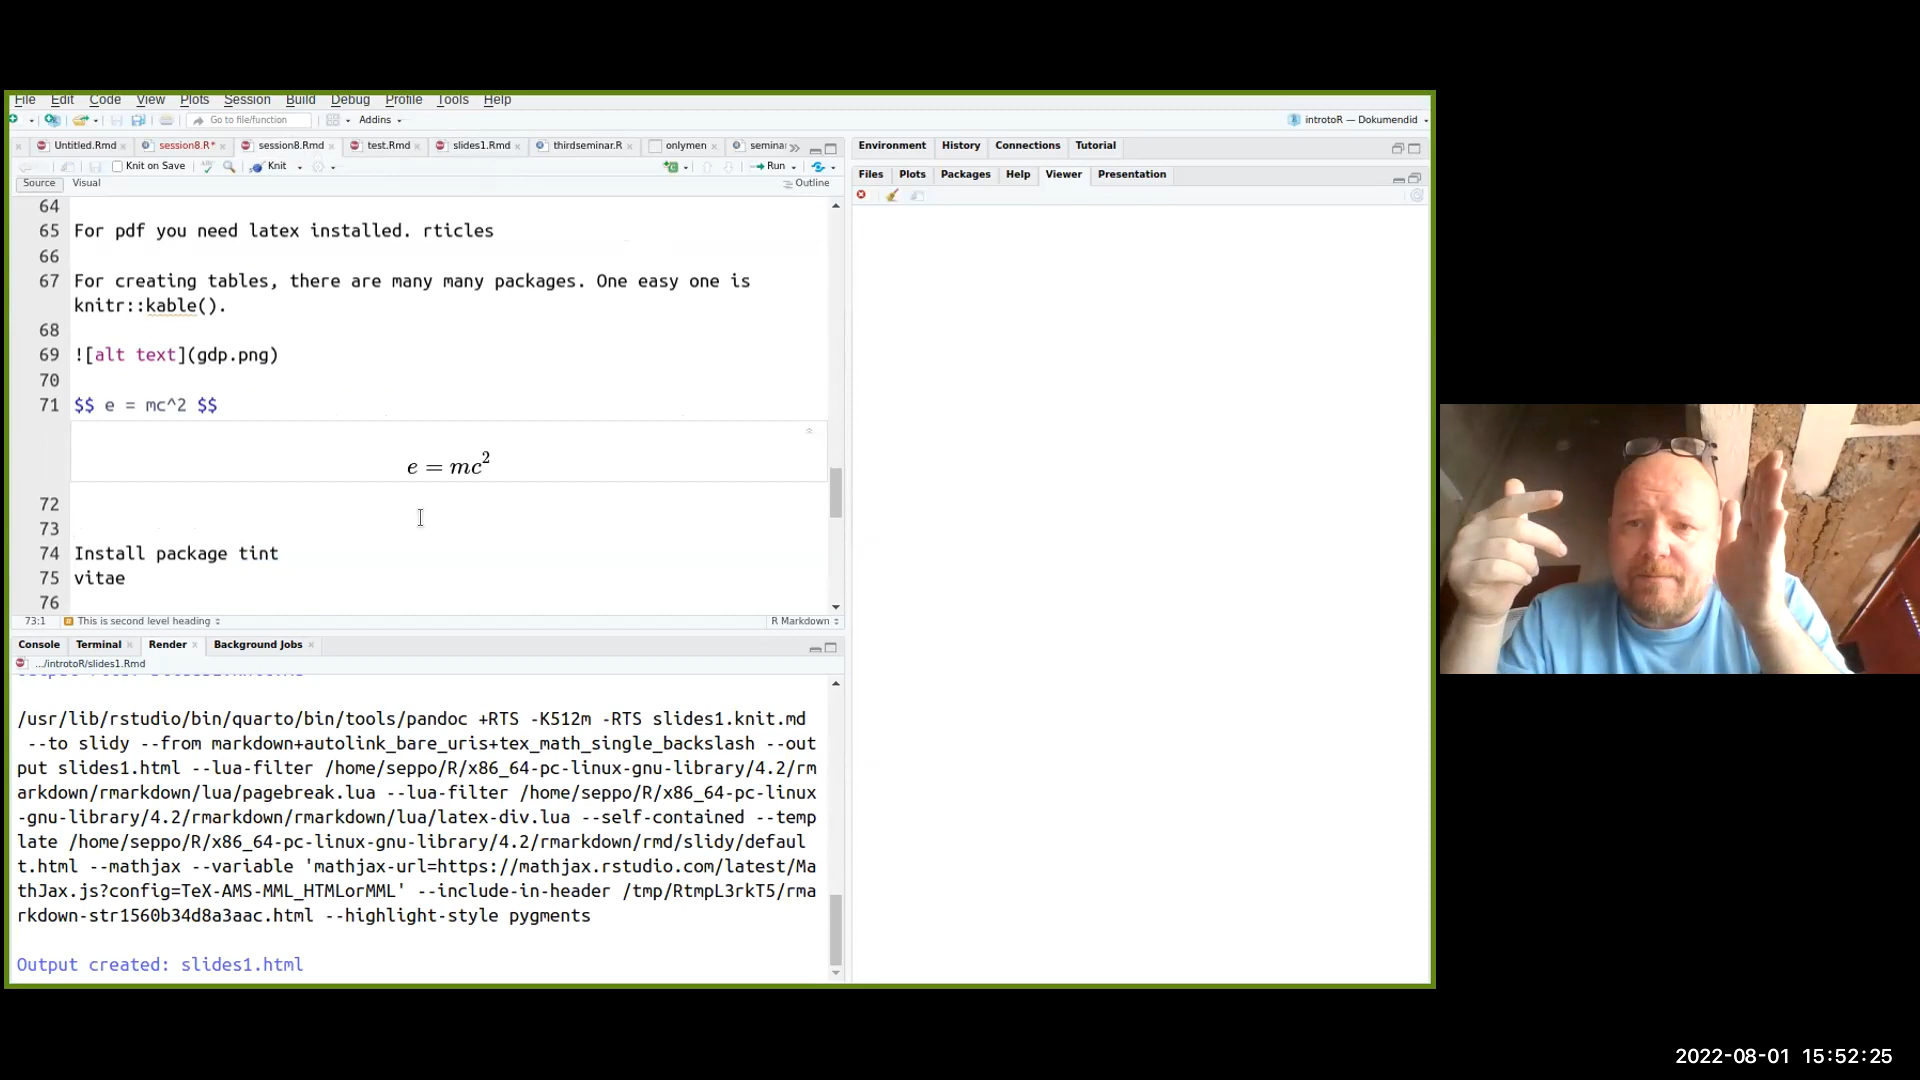 File Edit Code View Plots Session Build Debug Profile Tools Help
Go to file/function Addins introtoR — Dokumendid
Untitled.Rmd session8.R* session8.Rmd test.Rmd slides1.Rmd thirdseminar.R olymen semina
Knit on Save Knit Run
Source Visual Outline
64
65 For pdf you need latex installed. rticles
66
67 For creating tables, there are many many packages. One easy one is
knitr::kable().
68
69 ![alt text](gdp.png)
70
71 $$ e = mc^2 $$
e = mc²
72
73
74 Install package tint
75 vitae
76
73:1 This is second level heading R Markdown
Console Terminal Render Background Jobs
.../introtoR/slides1.Rmd
/usr/lib/rstudio/bin/quarto/bin/tools/pandoc +RTS -K512m -RTS slides1.knit.md
--to slidy --from markdown+autolink_bare_uris+tex_math_single_backslash --out
put slides1.html --lua-filter /home/seppo/R/x86_64-pc-linux-gnu-library/4.2/rm
arkdown/rmarkdown/lua/pagebreak.lua --lua-filter /home/seppo/R/x86_64-pc-linux
-gnu-library/4.2/rmarkdown/rmarkdown/lua/latex-div.lua --self-contained --temp
late /home/seppo/R/x86_64-pc-linux-gnu-library/4.2/rmarkdown/rmd/slidy/defaul
t.html --mathjax --variable 'mathjax-url=https://mathjax.rstudio.com/latest/Ma
thJax.js?config=TeX-AMS-MML_HTMLorMML' --include-in-header /tmp/RtmpL3rkT5/rma
rkdown-str1560b34d8a3aac.html --highlight-style pygments
Output created: slides1.html
Environment History Connections Tutorial
Files Plots Packages Help Viewer Presentation
2022-08-01 15:52:25